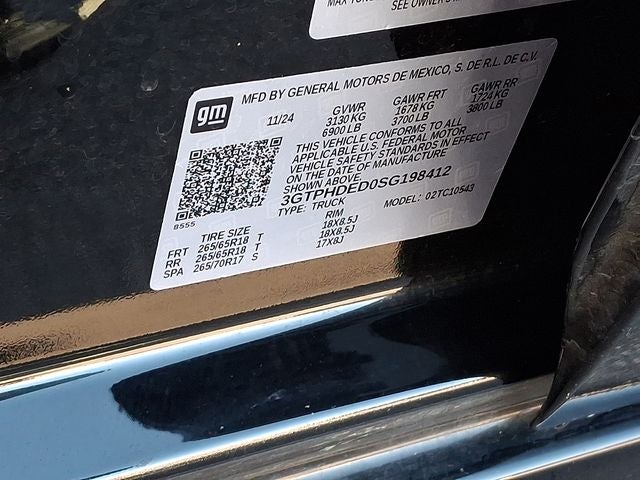 SEE OWNER'S
gm
MFD BY GENERAL MOTORS DE MEXICO, S. DE R.L. DE C.V.
11/24 GVWR GAWR FRT GAWR RR
3130 KG 1678 KG 1724 KG
6900 LB 3700 LB 3800 LB
THIS VEHICLE CONFORMS TO ALL
APPLICABLE U.S. FEDERAL MOTOR
VEHICLE SAFETY STANDARDS IN EFFECT
ON THE DATE OF MANUFACTURE
SHOWN ABOVE.
3GTPHDED0SG198412
TYPE: TRUCK MODEL: 02TC10543
B555
TIRE SIZE RIM
FRT 265/65R18 T 18X8.5J
RR 265/65R18 T 18X8.5J
SPA 265/70R17 S 17X8J